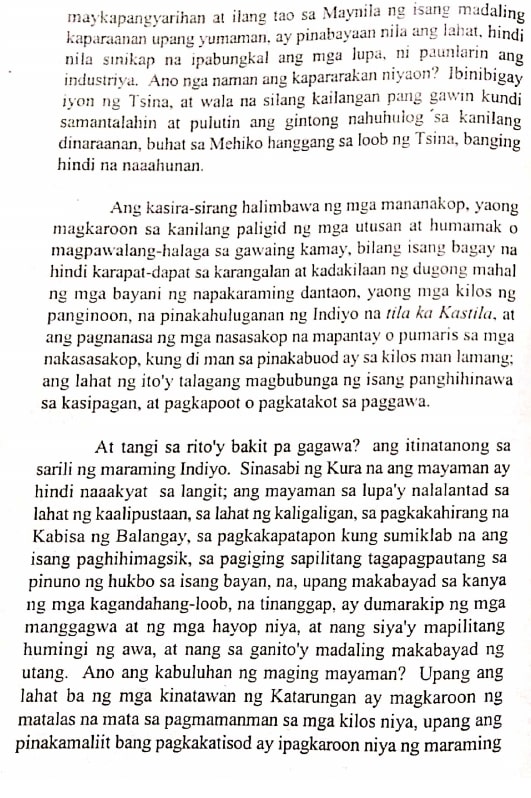 maykapangyarihan at ilang tao sa Maynila ng isang madaling
kaparaanan upang yumaman, ay pinabayaan nila ang lahat, hindi
nila sinikap na ipabungkal ang mga lupa, ni paunlarin ang
industriya. Ano nga naman ang kapararakan niyaon? Ibinibigay
iyon ng Tsina, at wala na silang kailangan pang gawin kundi
samantalahin at pulutin ang gintong nahuhulog sa kanilang
dinaraanan, buhat sa Mehiko hanggang sa loob ng Tsina, banging
hindi na naaahunan.
Ang kasira-sirang halimbawa ng mga mananakop, yaong
magkaroon sa kanilang paligid ng mga utusan at humamak o
magpawalang-halaga sa gawaing kamay, bilang isang bagay na
hindi karapat-dapat sa karangalan at kadakilaan ng dugong mahal
ng mga bayani ng napakaraming dantaon, yaong mga kilos ng
panginoon, na pinakahuluganan ng Indiyo na tila ka Kastila, at
ang pagnanasa ng mga nasasakop na mapantay o pumaris sa mga
nakasasakop, kung di man sa pinakabuod ay sa kilos man lamang;
ang lahat ng ito'y talagang magbubunga ng isang panghihinawa
sa kasipagan, at pagkapoot o pagkatakot sa paggawa.
At tangi sa rito'y bakit pa gagawa? ang itinatanong sa
sarili ng maraming Indiyo. Sinasabi ng Kura na ang mayaman ay
hindi naaakyat sa langit; ang mayaman sa lupa'y nalalantad sa
lahat ng kaalipustaan, sa lahat ng kaligaligan, sa pagkakahirang na
Kabisa ng Balangay, sa pagkakapatapon kung sumiklab na ang
isang paghihimagsik, sa pagiging sapilitang tagapagpautang sa
pinuno ng hukbo sa isang bayan, na, upang makabayad sa kanya
ng mga kagandahang-loob, na tinanggap, ay dumarakip ng mga
manggagwa at ng mga hayop niya, at nang siya'y mapilitang
humingi ng awa, at nang sa ganito'y madaling makabayad ng
utang. Ano ang kabuluhan ng maging mayaman? Upang ang
lahat ba ng mga kinatawan ng Katarungan ay magkaroon ng
matalas na mata sa pagmamanman sa mga kilos niya, upang ang
pinakamaliit bang pagkakatisod ay ipagkaroon niya ng maraming